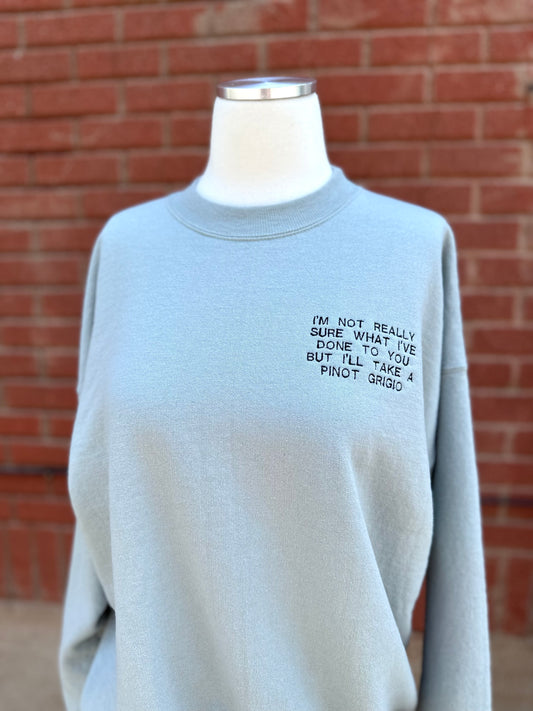 I'M NOT REALLY
SURE WHAT I'VE
DONE TO YOU
BUT I'LL TAKE A
PINOT GRIGIO